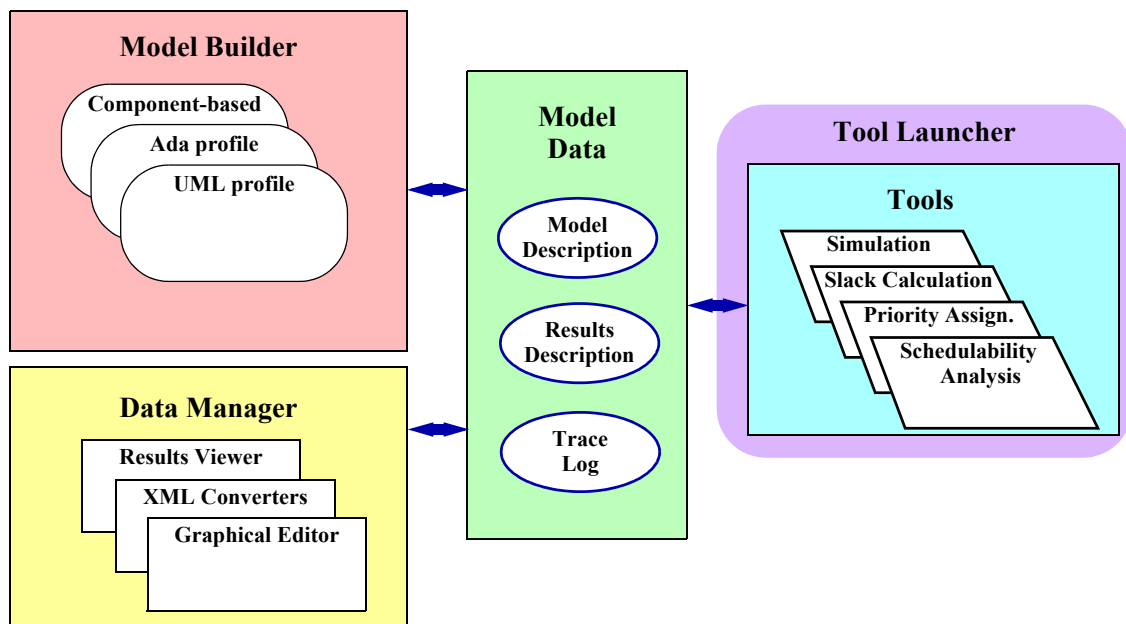 Model Builder
Component-based
Ada profile
UML profile
Data Manager
Results Viewer
XML Converters
Graphical Editor
Model
Data
Model
Description
Results
Description
Trace
Log
Tool Launcher
Tools
Simulation
Slack Calculation
Priority Assign.
Schedulability
Analysis